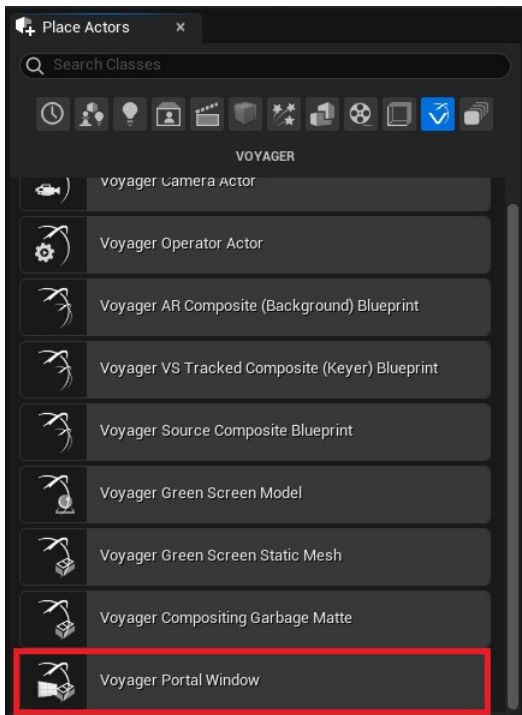 Place Actors
Search Classes
VOYAGER
Voyager Camera Actor
Voyager Operator Actor
Voyager AR Composite (Background) Blueprint
Voyager VS Tracked Composite (Keyer) Blueprint
Voyager Source Composite Blueprint
Voyager Green Screen Model
Voyager Green Screen Static Mesh
Voyager Compositing Garbage Matte
Voyager Portal Window